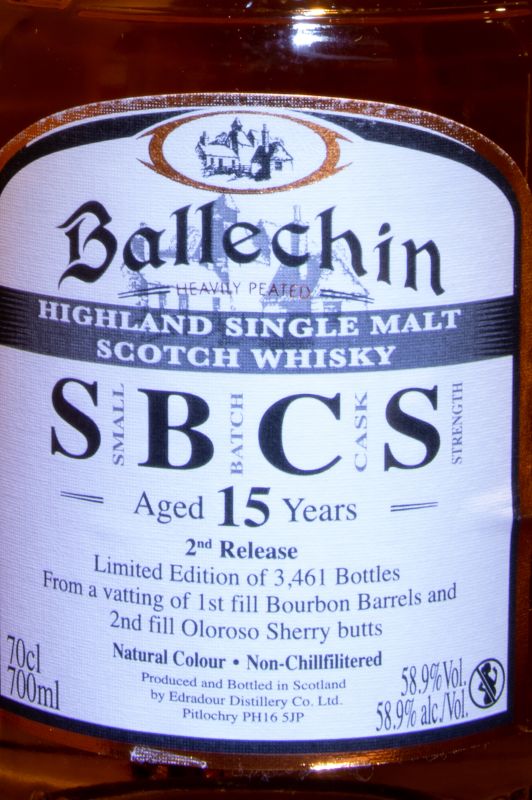 Ballechin
HEAVILY PEATED
HIGHLAND SINGLE MALT
SCOTCH WHISKY
S SMALL B BATCH C CASK S STRENGTH
Aged 15 Years
2nd Release
Limited Edition of 3,461 Bottles
From a vatting of 1st fill Bourbon Barrels and
2nd fill Oloroso Sherry butts
Natural Colour • Non-Chillfiltered
Produced and Bottled in Scotland
by Edradour Distillery Co. Ltd.
Pitlochry PH16 5JP
70cl
700ml
58.9%Vol
58.9% alc./Vol.